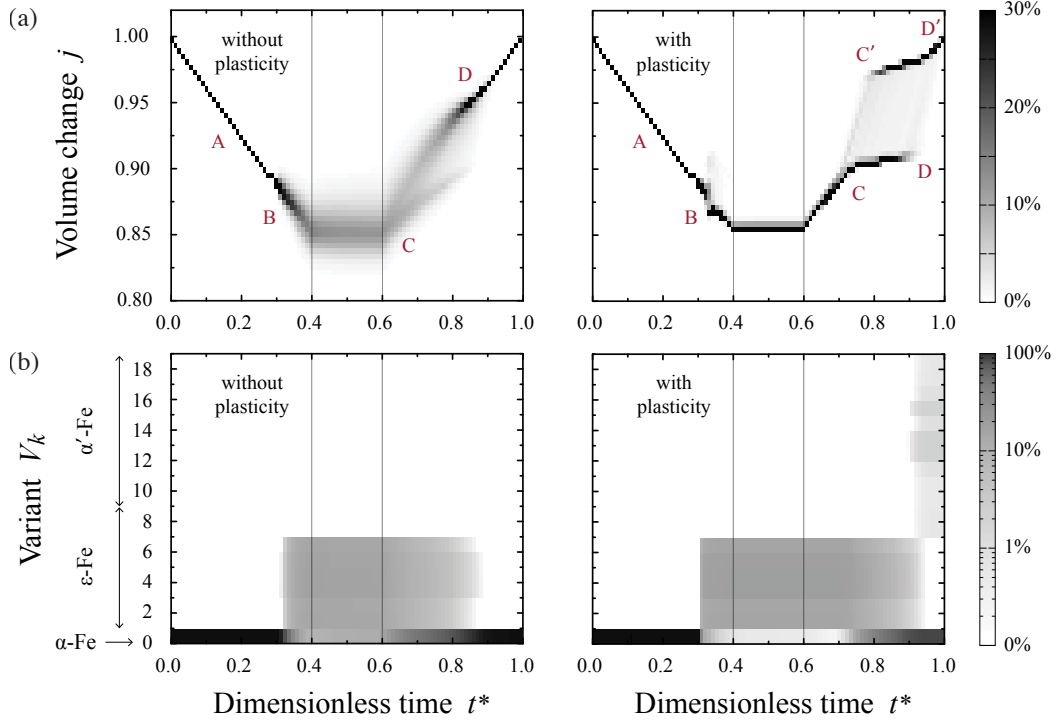 (a)
Volume change j
1.00
0.95
0.90
0.85
0.80
without
plasticity
A
B
C
D
0.0 0.2 0.4 0.6 0.8 1.0
with
plasticity
A
B
C
D
C′
D′
0.0 0.2 0.4 0.6 0.8 1.0
30%
20%
10%
0%
(b)
Variant Vk
α′-Fe
ε-Fe
α-Fe
18
16
14
12
10
8
6
4
2
0
without
plasticity
0.0 0.2 0.4 0.6 0.8 1.0
Dimensionless time t*
with
plasticity
0.0 0.2 0.4 0.6 0.8 1.0
Dimensionless time t*
100%
10%
1%
0%